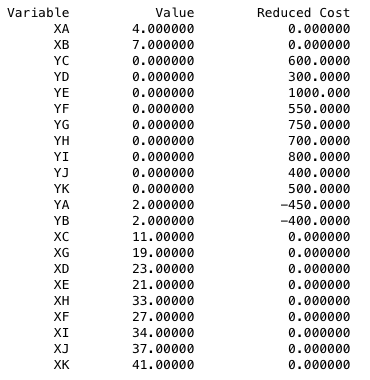 Variable Value Reduced Cost
XA 4.000000 0.000000
XB 7.000000 0.000000
YC 0.000000 600.0000
YD 0.000000 300.0000
YE 0.000000 1000.000
YF 0.000000 550.0000
YG 0.000000 750.0000
YH 0.000000 700.0000
YI 0.000000 800.0000
YJ 0.000000 400.0000
YK 0.000000 500.0000
YA 2.000000 −450.0000
YB 2.000000 −400.0000
XC 11.00000 0.000000
XG 19.00000 0.000000
XD 23.00000 0.000000
XE 21.00000 0.000000
XH 33.00000 0.000000
XF 27.00000 0.000000
XI 34.00000 0.000000
XJ 37.00000 0.000000
XK 41.00000 0.000000